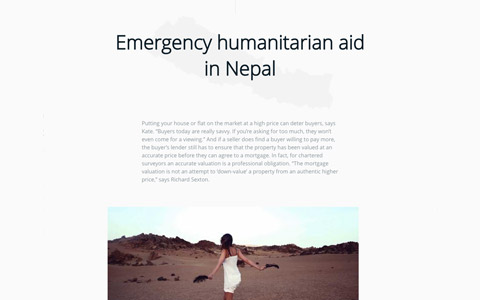 Emergency humanitarian aid
in Nepal
Putting your house or flat on the market at a high price can deter buyers, says
Kate. "Buyers today are really savvy. If you're asking for too much, they won't
even come for a viewing." And if a seller does find a buyer willing to pay more,
the buyer's lender still has to ensure that the property has been valued at an
accurate price before they can agree to a mortgage. In fact, for chartered
surveyors an accurate valuation is a professional obligation. "The mortgage
valuation is not an attempt to 'down-value' a property from an authentic higher
price," says Richard Sexton.